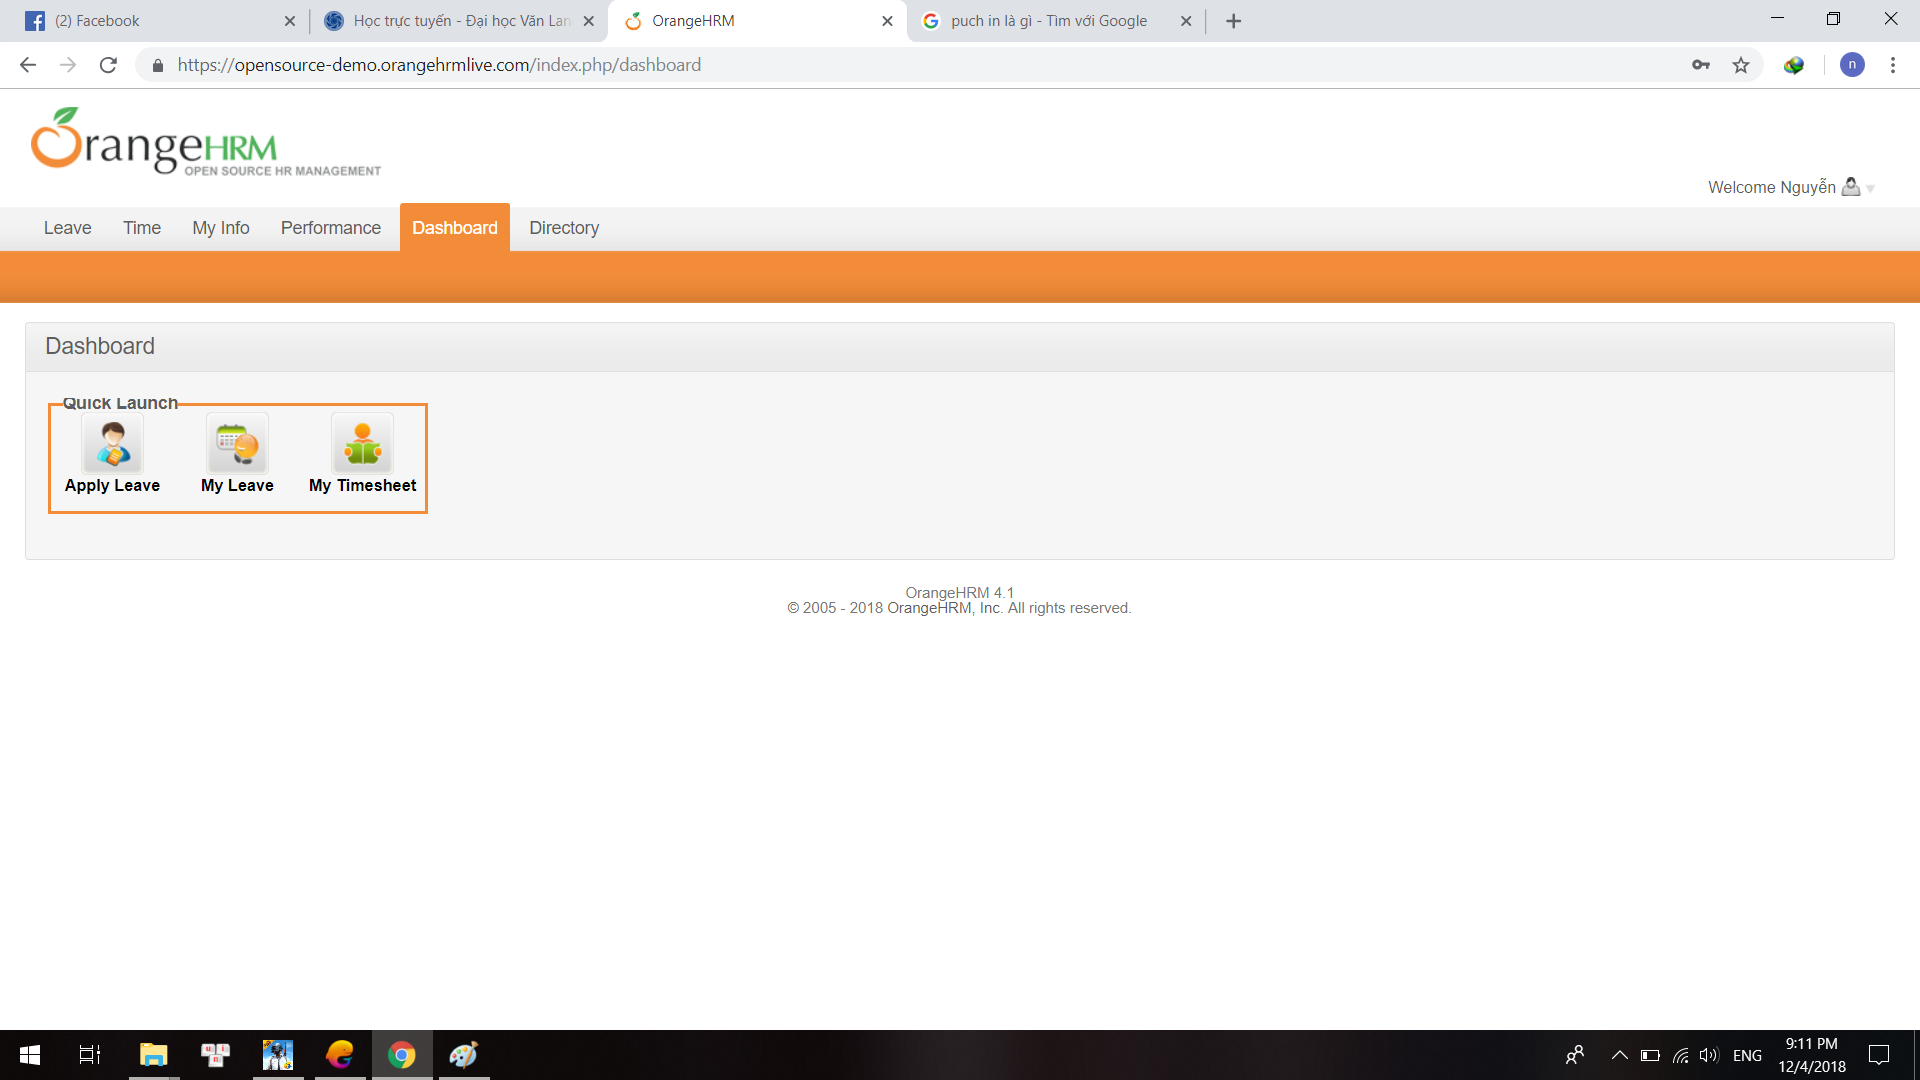 (2) Facebook
Học trực tuyến - Đại học Văn Lan
OrangeHRM
puch in là gì - Tìm với Google
https://opensource-demo.orangehrmlive.com/index.php/dashboard
n
OrangeHRM
OPEN SOURCE HR MANAGEMENT
Welcome Nguyễn
Leave Time My Info Performance Dashboard Directory
Dashboard
Quick Launch
Apply Leave My Leave My Timesheet
OrangeHRM 4.1
© 2005 - 2018 OrangeHRM, Inc. All rights reserved.
ENG
9:11 PM
12/4/2018